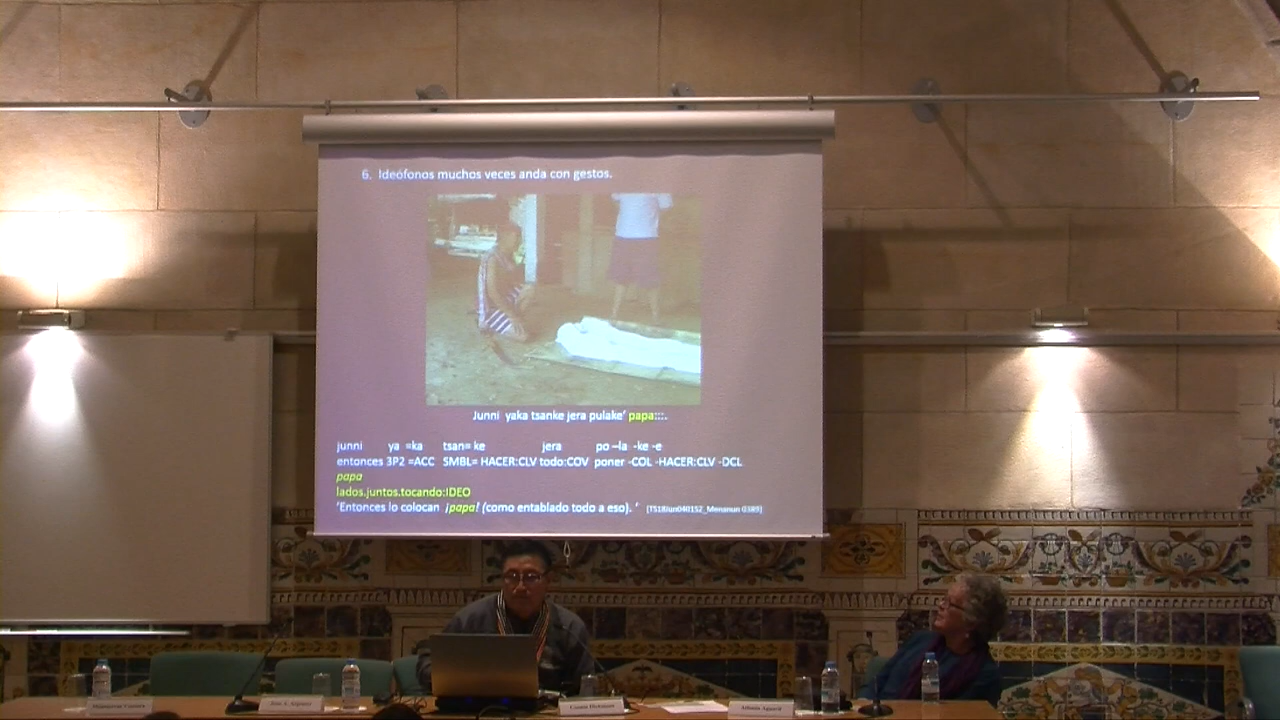 6. Ideófonos muchos veces anda con gestos.
Junni yaka tsanke jera pulake' papa:::.
junni ya =ka tsan= ke jera po –la -ke -e
entonces 3P2 =ACC SMBL= HACER:CLV todo:COV poner -COL -HACER:CLV -DCL
papa
lados.juntos.tocando:IDEO
'Entonces lo colocan ¡papa! (como entablado todo a eso). '